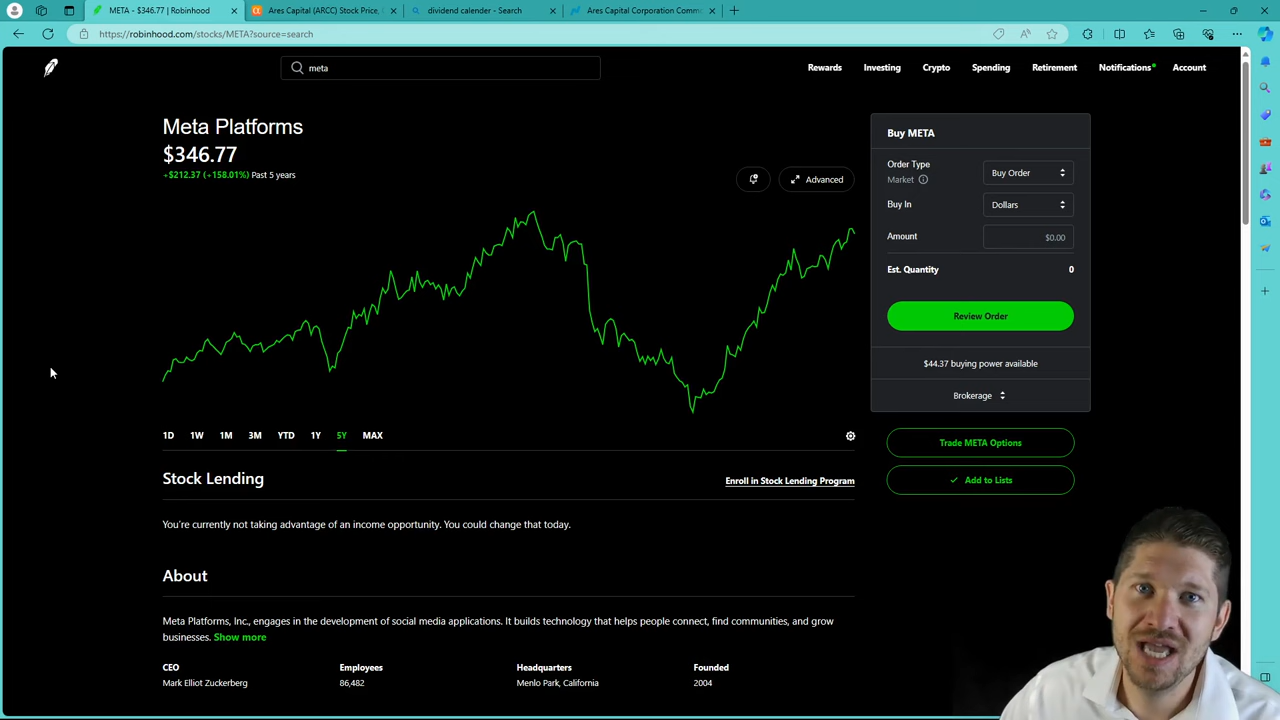 META - $346.77 | Robinhood
Ares Capital (ARCC) Stock Price,
dividend calender - Search
Ares Capital Corporation Comm
https://robinhood.com/stocks/META?source=search
meta
Rewards
Investing
Crypto
Spending
Retirement
Notifications
Account
Meta Platforms
$346.77
+$212.37 (+158.01%) Past 5 years
Advanced
Buy META
Order Type
Market
Buy Order
Buy In
Dollars
Amount
$0.00
Est. Quantity
0
Review Order
$44.37 buying power available
Brokerage
Trade META Options
Add to Lists
1D
1W
1M
3M
YTD
1Y
5Y
MAX
Stock Lending
Enroll in Stock Lending Program
You're currently not taking advantage of an income opportunity. You could change that today.
About
Meta Platforms, Inc., engages in the development of social media applications. It builds technology that helps people connect, find communities, and grow
businesses. Show more
CEO
Employees
Headquarters
Founded
Mark Elliot Zuckerberg
86,482
Menlo Park, California
2004